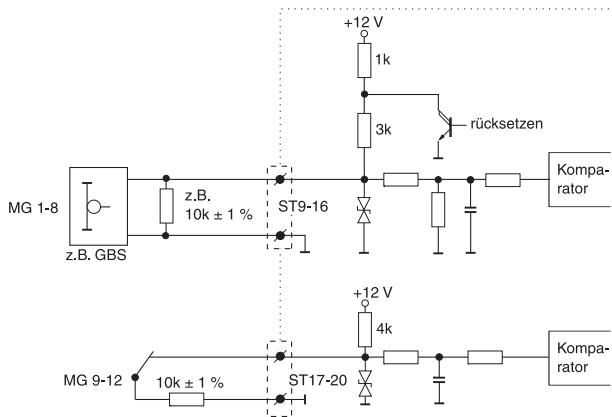 +12 V
1k
rücksetzen
3k
Kompa-
rator
z.B.
10k ± 1 %
ST9-16
MG 1-8
z.B. GBS
+12 V
4k
Kompa-
rator
MG 9-12
10k ± 1 %
ST17-20